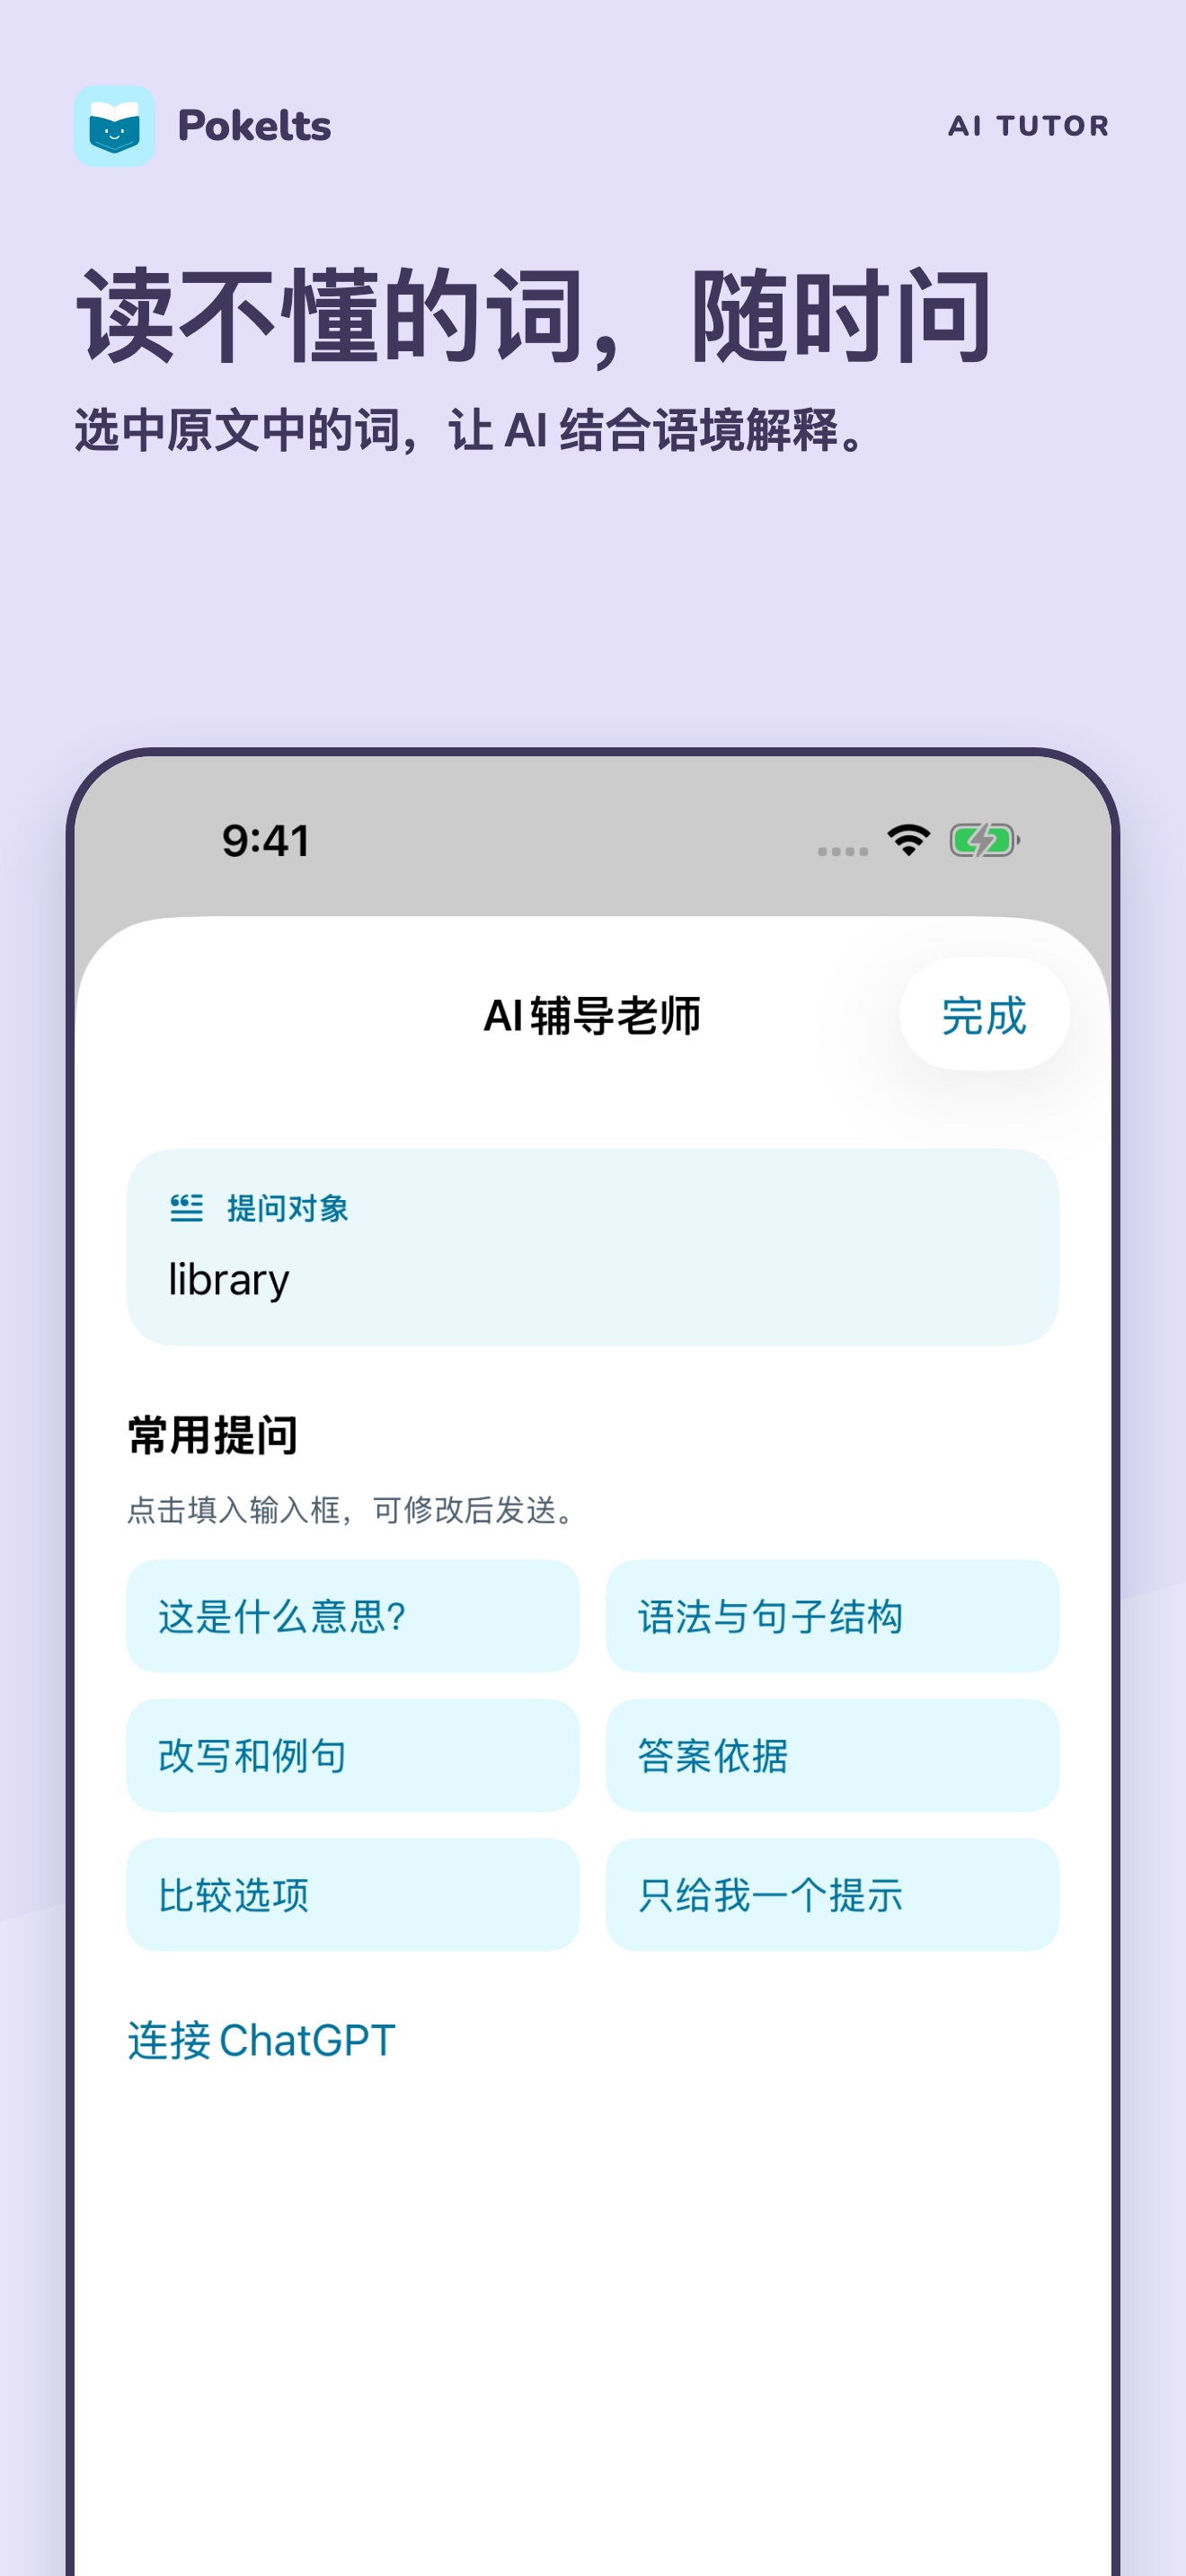 Pokelts
AI TUTOR
读不懂的词，随时问
选中原文中的词，让 AI 结合语境解释。
9:41
AI 辅导老师
完成
提问对象
library
常用提问
点击填入输入框，可修改后发送。
这是什么意思？
语法与句子结构
改写和例句
答案依据
比较选项
只给我一个提示
连接 ChatGPT